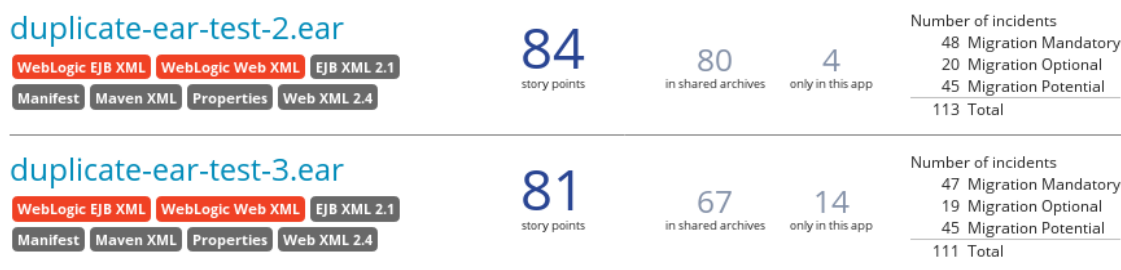 duplicate-ear-test-2.ear
WebLogic EJB XML WebLogic Web XML EJB XML 2.1
Manifest Maven XML Properties Web XML 2.4
84
story points
80
in shared archives
4
only in this app
Number of incidents
48 Migration Mandatory
20 Migration Optional
45 Migration Potential
113 Total
duplicate-ear-test-3.ear
WebLogic EJB XML WebLogic Web XML EJB XML 2.1
Manifest Maven XML Properties Web XML 2.4
81
story points
67
in shared archives
14
only in this app
Number of incidents
47 Migration Mandatory
19 Migration Optional
45 Migration Potential
111 Total